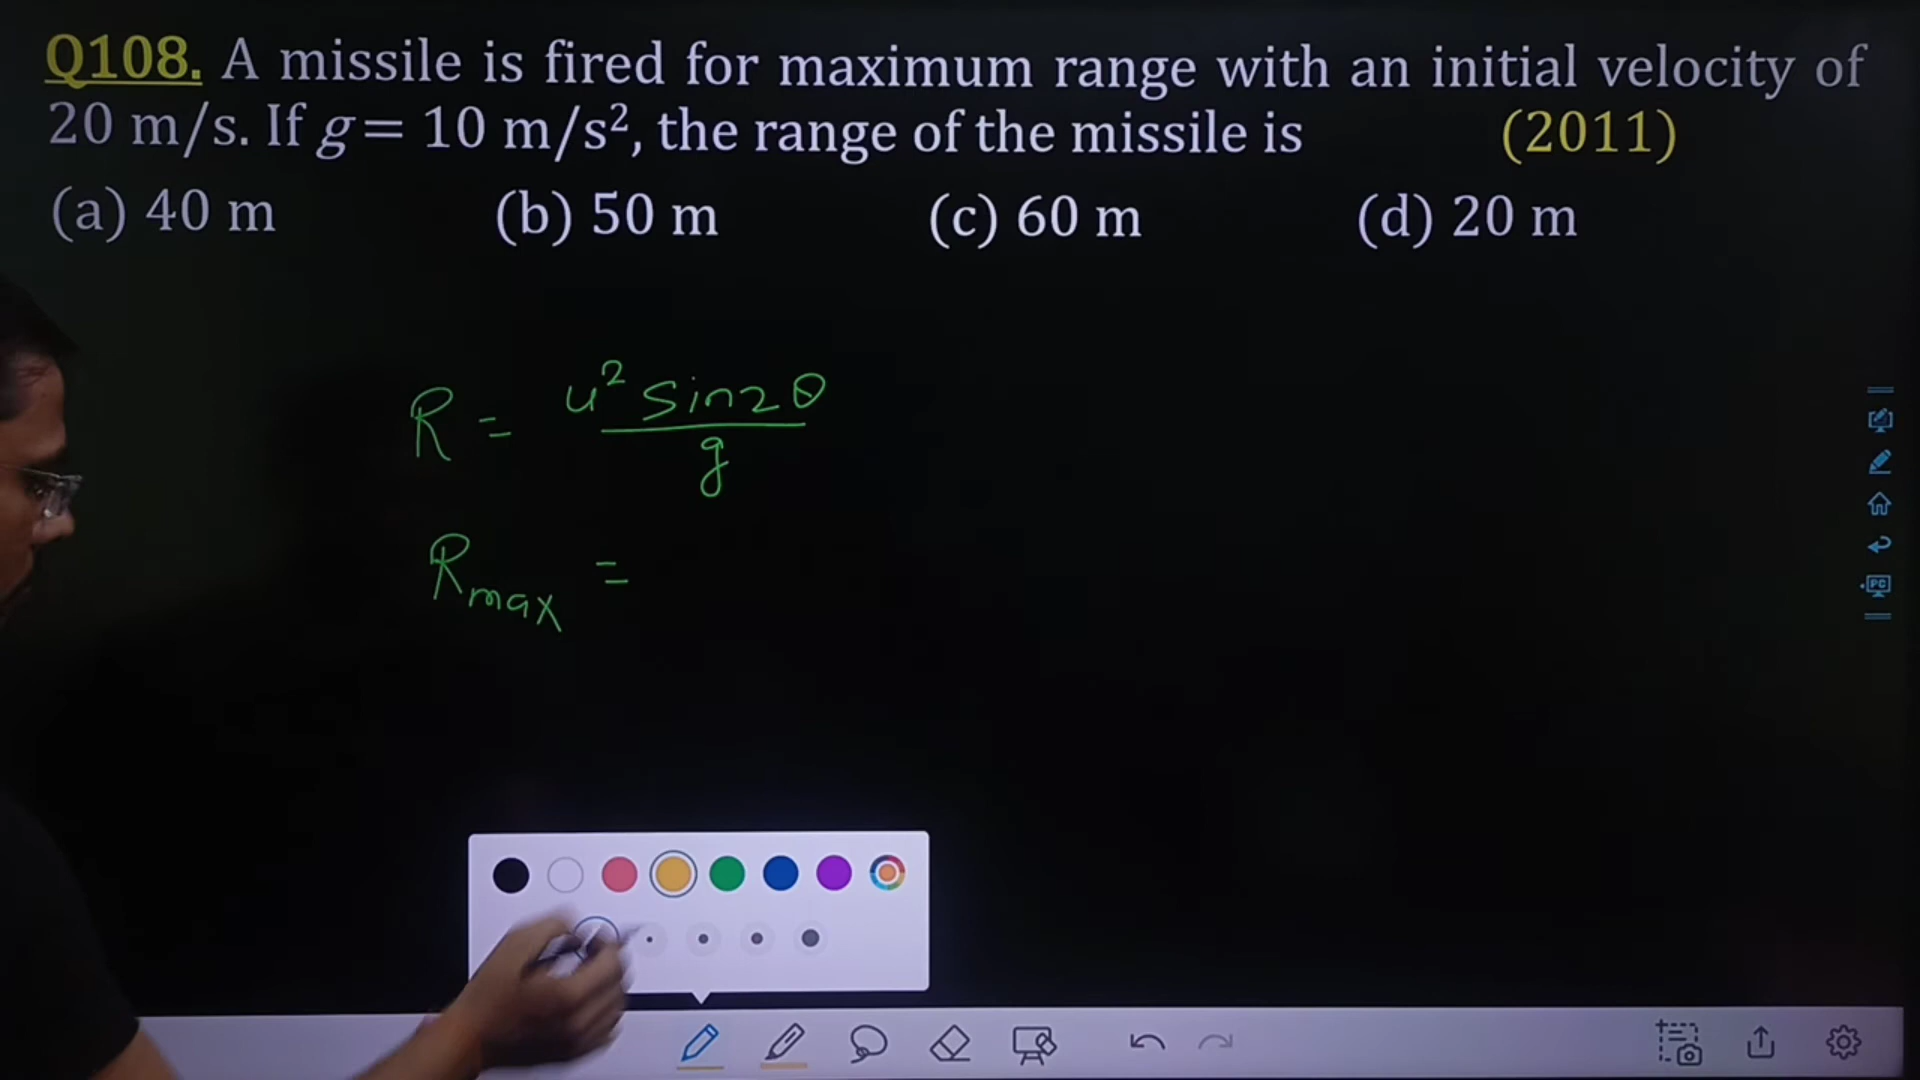 Q108. A missile is fired for maximum range with an initial velocity of
20 m/s. If g = 10 m/s², the range of the missile is (2011)
(a) 40 m (b) 50 m (c) 60 m (d) 20 m
R = u² sin2θ / g
Rmax =
PC